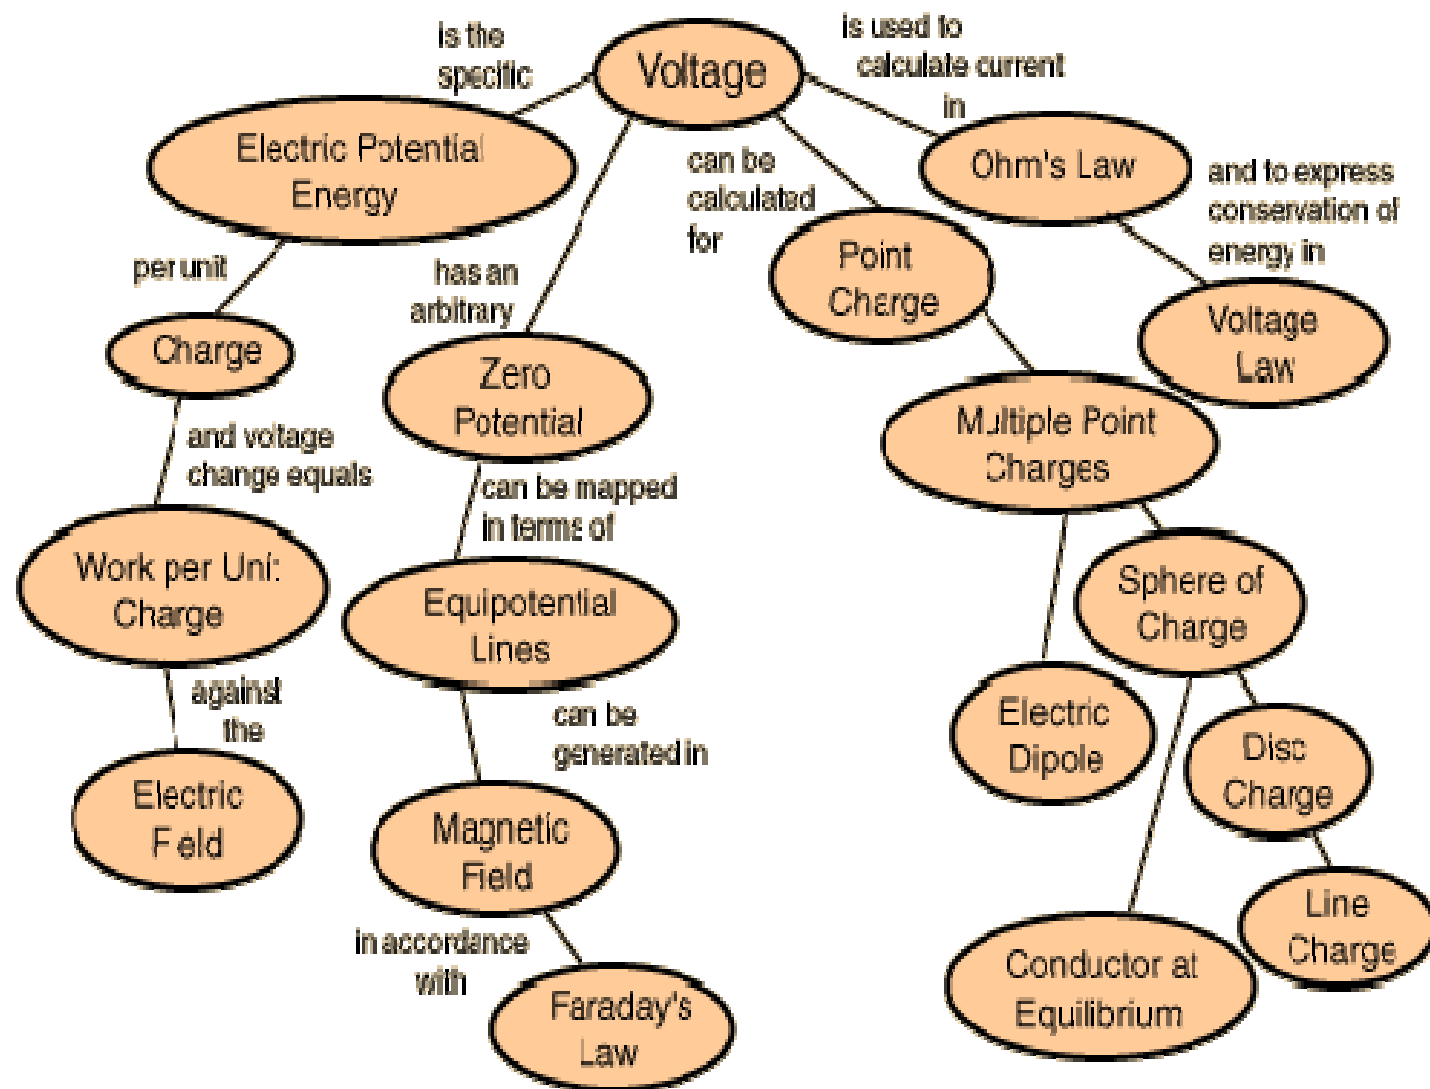 Voltage
is the
specific
Electric Potential
Energy
per unit
Charge
and voltage
change equals
Work per Uni:
Charge
against
the
Electric
Field
has an
arbitrary
Zero
Potential
can be mapped
in terms of
Equipotential
Lines
can be
generated in
Magnetic
Field
in accordance
with
Faraday's
Law
can be
calculated
for
Point
Charge
Multiple Point
Charges
Electric
Dipole
Sphere of
Charge
Conductor at
Equilibrium
Disc
Charge
Line
Charge
is used to
calculate current
in
Ohm's Law
and to express
conservation of
energy in
Voltage
Law